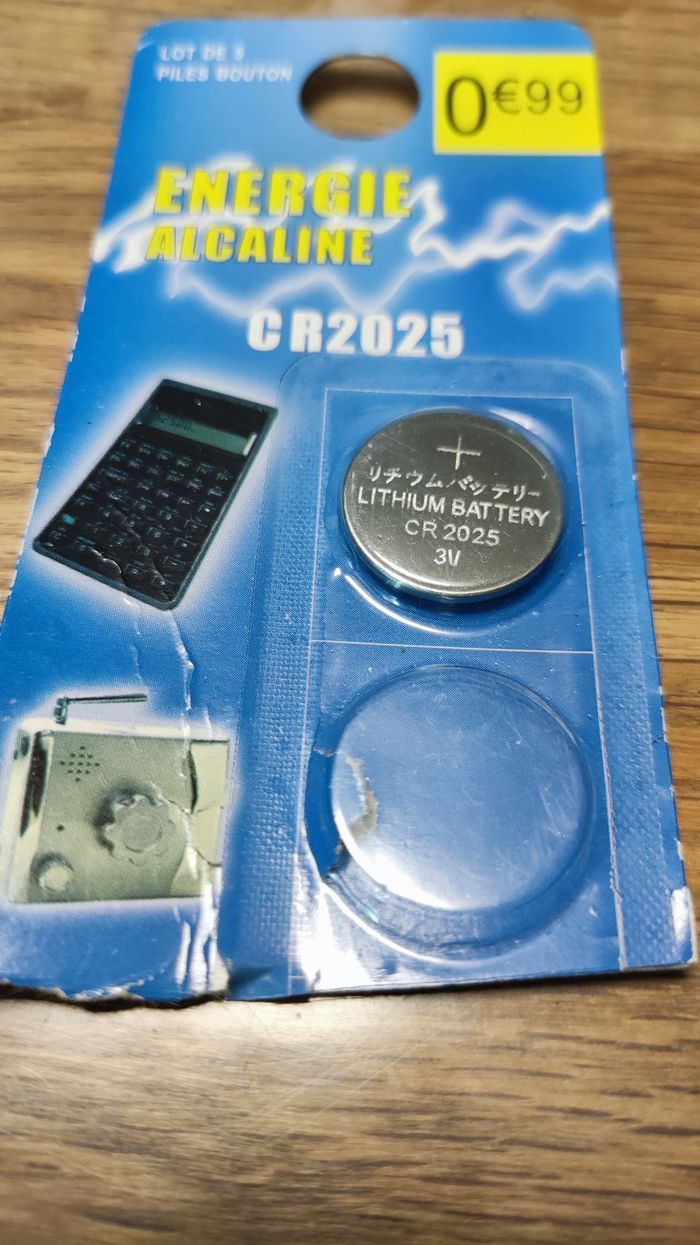 LOT DE 5
PILES BOUTON
0€99
ENERGIE
ALCALINE
CR2025
リチウムバッテリー
LITHIUM BATTERY
CR 2025
3V